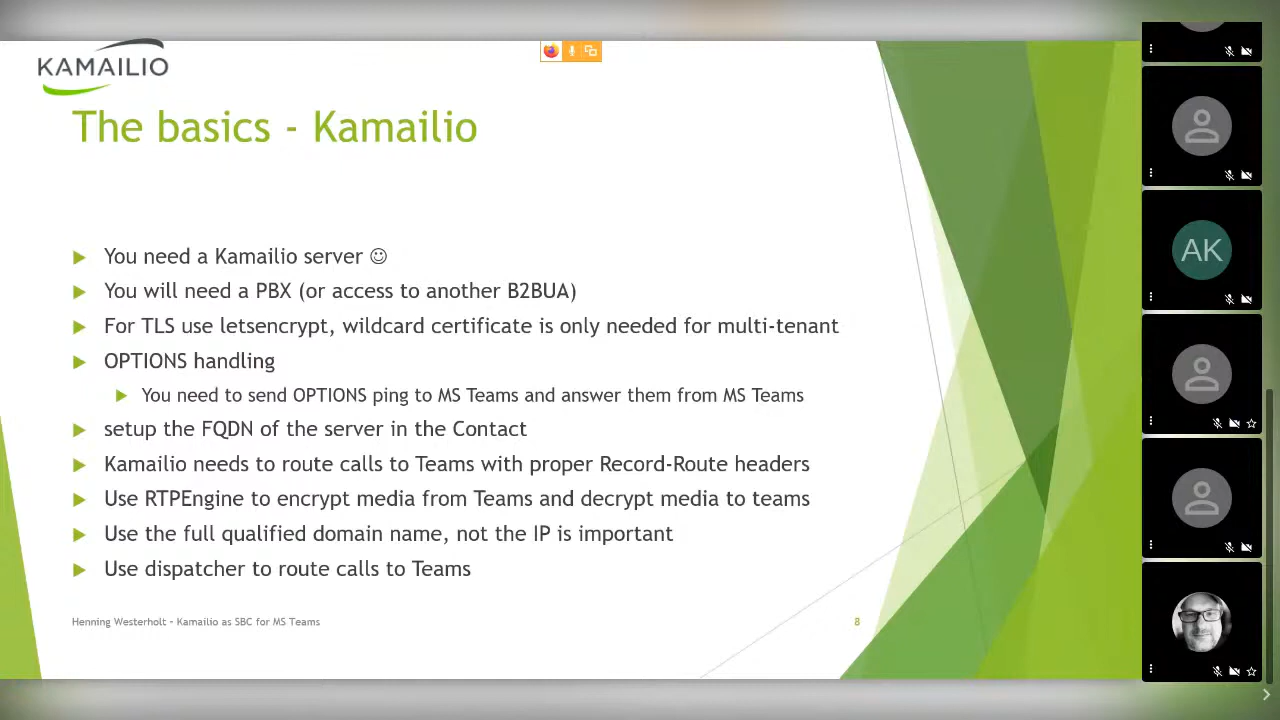 KAMAILIO
The basics - Kamailio
You need a Kamailio server ☺
You will need a PBX (or access to another B2BUA)
For TLS use letsencrypt, wildcard certificate is only needed for multi-tenant
OPTIONS handling
You need to send OPTIONS ping to MS Teams and answer them from MS Teams
setup the FQDN of the server in the Contact
Kamailio needs to route calls to Teams with proper Record-Route headers
Use RTPEngine to encrypt media from Teams and decrypt media to teams
Use the full qualified domain name, not the IP is important
Use dispatcher to route calls to Teams
Henning Westerholt - Kamailio as SBC for MS Teams
8
AK